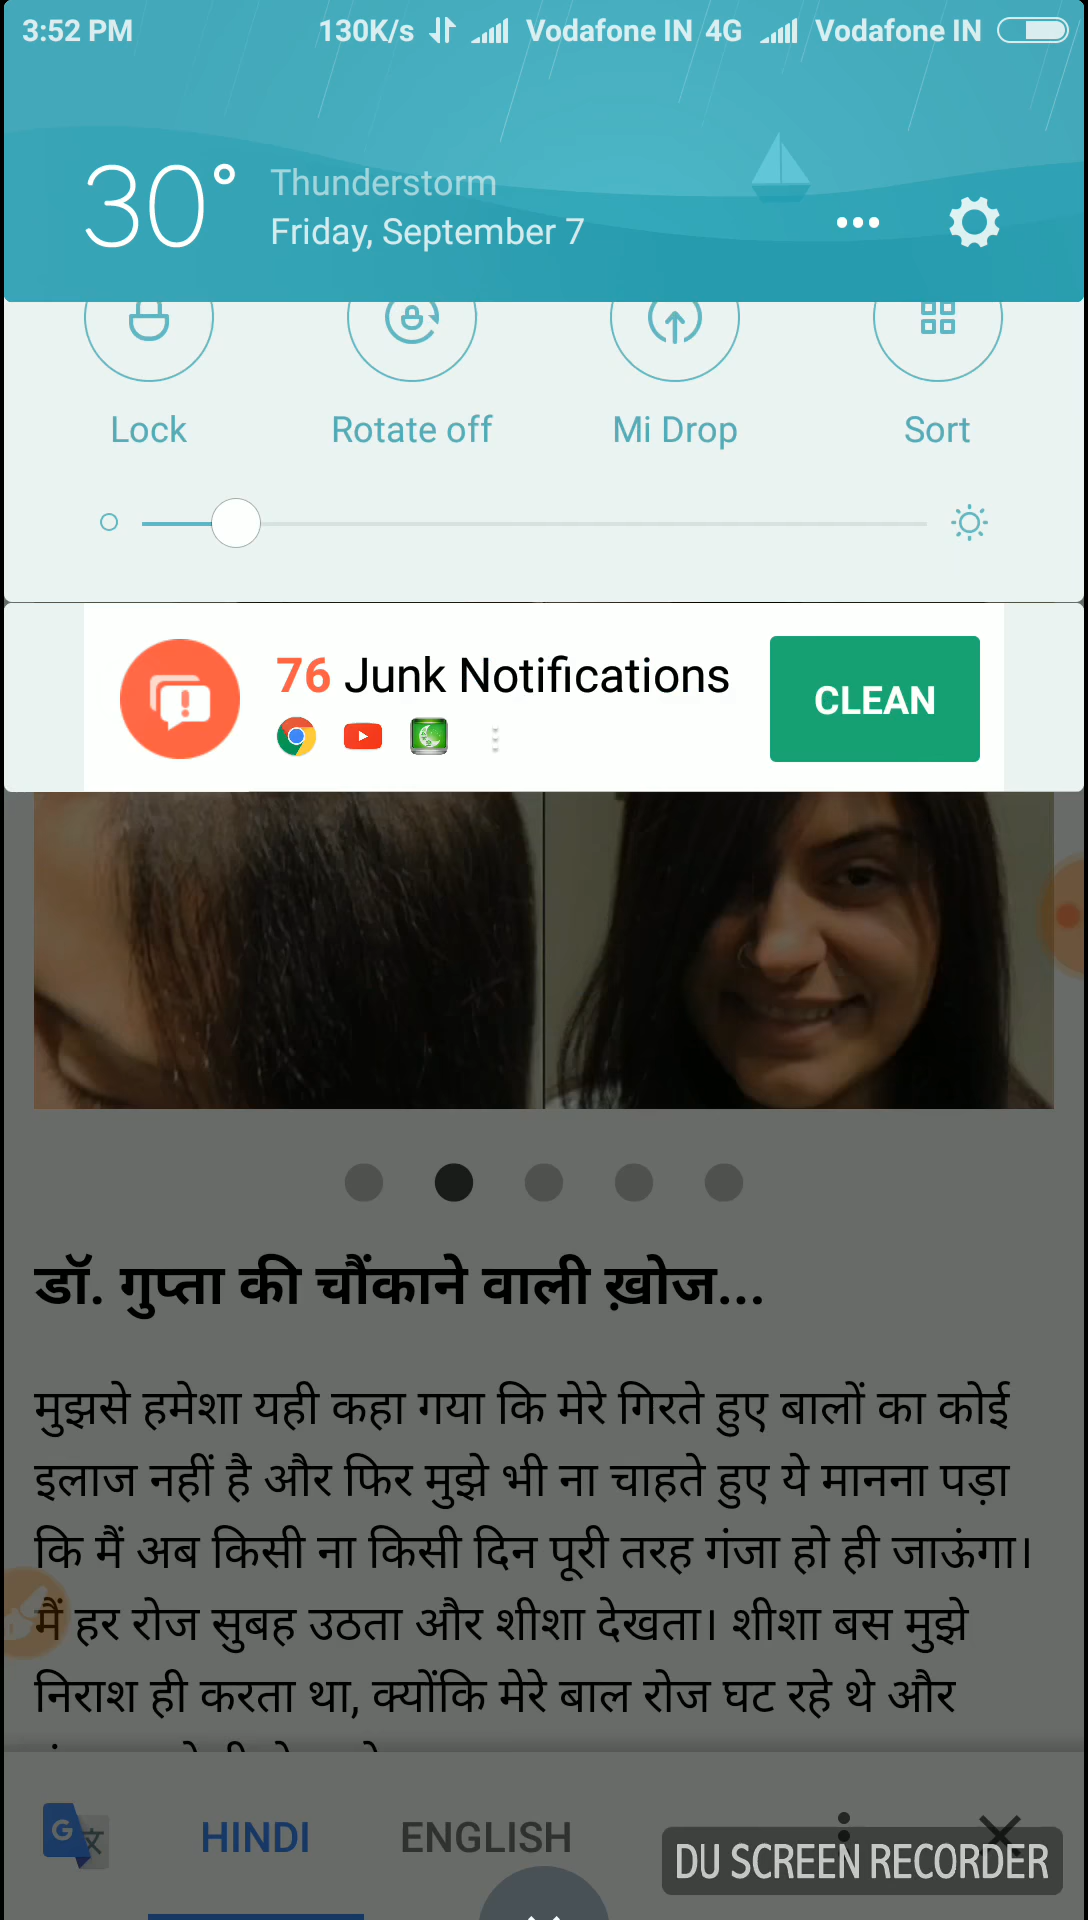 3:52 PM 130K/s Vodafone IN 4G Vodafone IN
30° Thunderstorm
Friday, September 7
Lock Rotate off Mi Drop Sort
76 Junk Notifications
CLEAN
डॉ. गुप्ता की चौंकाने वाली ख़ोज...
मुझसे हमेशा यही कहा गया कि मेरे गिरते हुए बालों का कोई
इलाज नहीं है और फिर मुझे भी ना चाहते हुए ये मानना पड़ा
कि मैं अब किसी ना किसी दिन पूरी तरह गंजा हो ही जाऊंगा।
मैं हर रोज सुबह उठता और शीशा देखता। शीशा बस मुझे
निराश ही करता था, क्योंकि मेरे बाल रोज घट रहे थे और
HINDI ENGLISH
DU SCREEN RECORDER